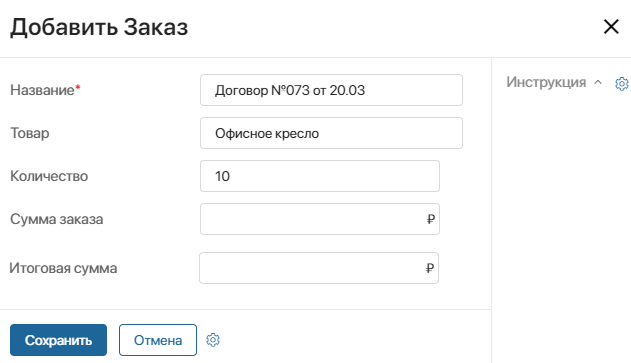 Добавить Заказ
Инструкция
Название*
Договор №073 от 20.03
Товар
Офисное кресло
Количество
10
Сумма заказа
₽
Итоговая сумма
₽
Сохранить
Отмена